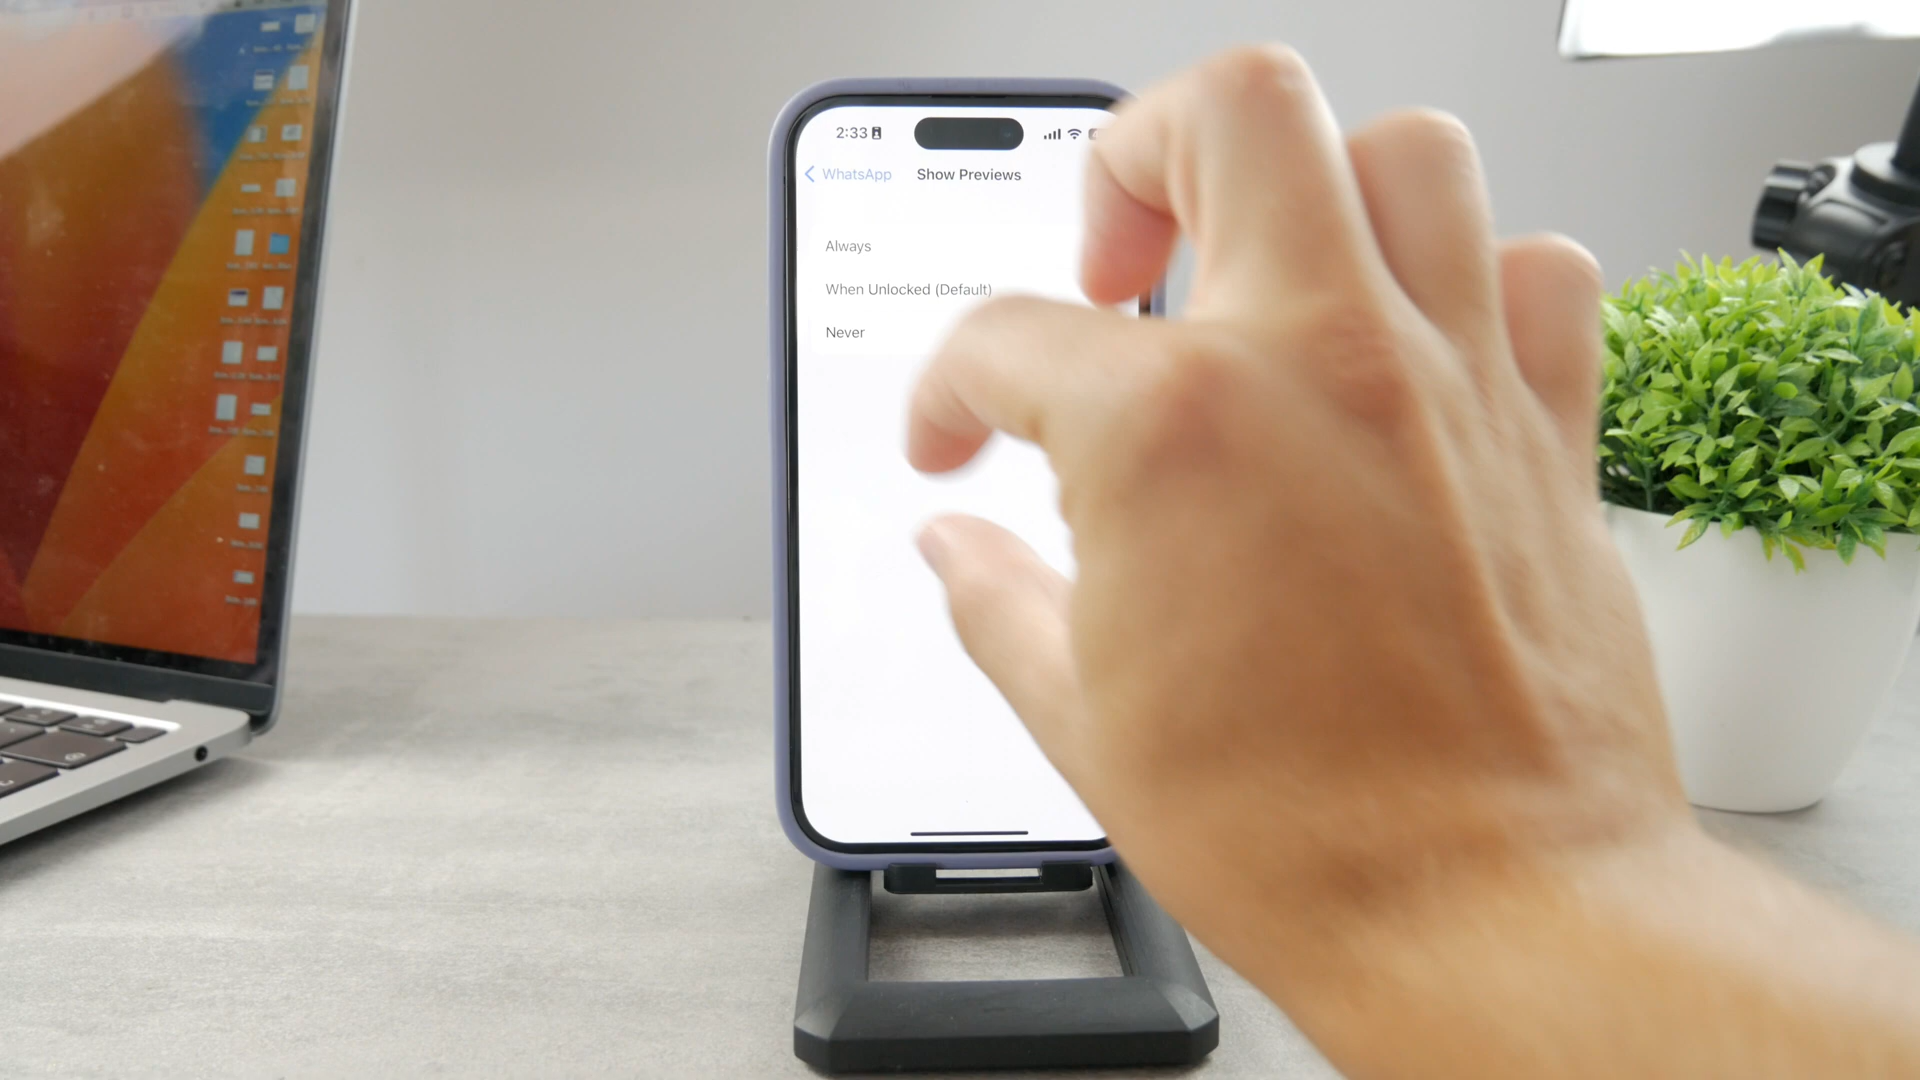 2:33
WhatsApp
Show Previews
Always
When Unlocked (Default)
Never